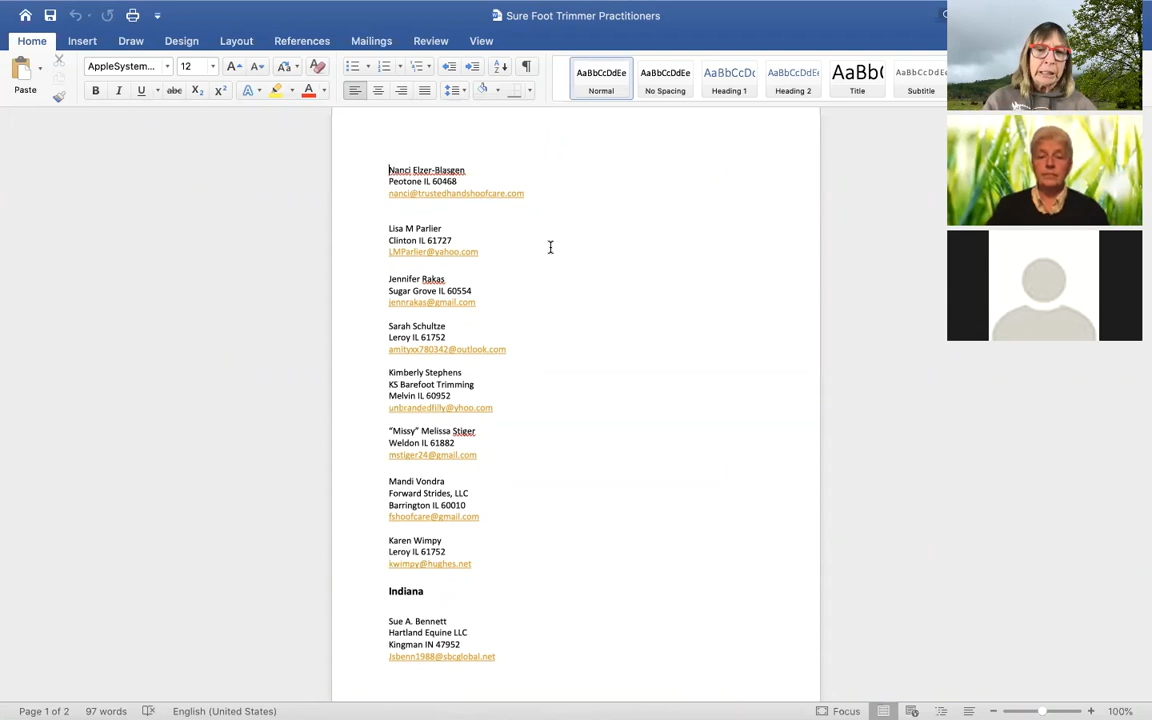 Sure Foot Trimmer Practitioners
Home Insert Draw Design Layout References Mailings Review View
Paste
AppleSystem... 12
AaBbCcDdEe AaBbCcDdEe AaBbCcDc AaBbCcDdEe AaBb( AaBbCcDdEe
Normal No Spacing Heading 1 Heading 2 Title Subtitle
Nanci Elzer-Blasgen
Peotone IL 60468
nanci@trustedhandshoofcare.com
Lisa M Parlier
Clinton IL 61727
LMParlier@yahoo.com
Jennifer Rakas
Sugar Grove IL 60554
jennrakas@gmail.com
Sarah Schultze
Leroy IL 61752
amityxx780342@outlook.com
Kimberly Stephens
KS Barefoot Trimming
Melvin IL 60952
unbrandedfilly@yhoo.com
“Missy” Melissa Stiger
Weldon IL 61882
mstiger24@gmail.com
Mandi Vondra
Forward Strides, LLC
Barrington IL 60010
fshoofcare@gmail.com
Karen Wimpy
Leroy IL 61752
kwimpy@hughes.net
Indiana
Sue A. Bennett
Hartland Equine LLC
Kingman IN 47952
Jsbenn1988@sbcglobal.net
Page 1 of 2 97 words English (United States) Focus 100%